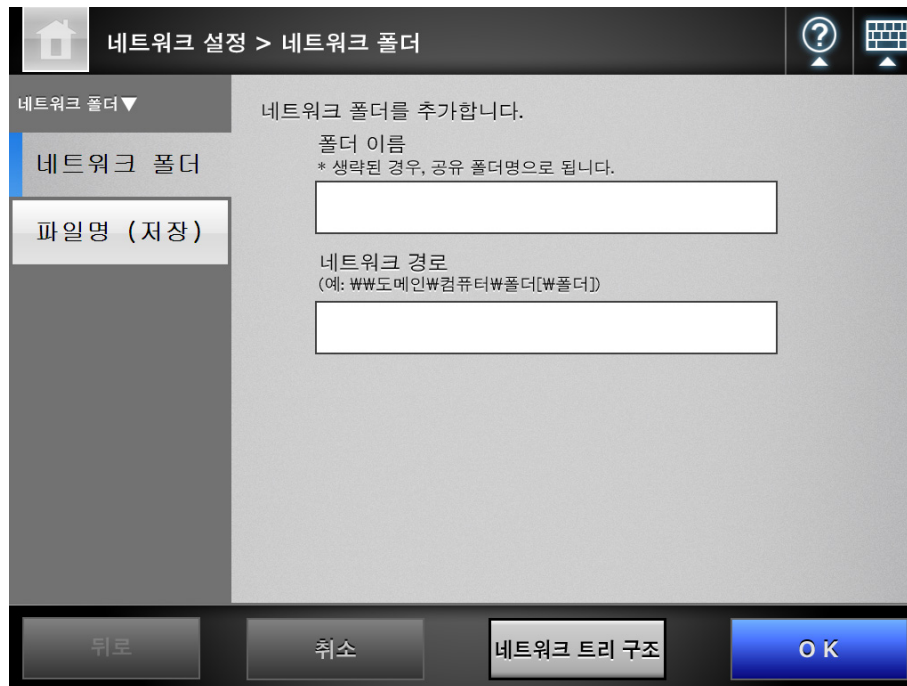 네트워크 설정 > 네트워크 폴더
네트워크 폴더▼
네트워크 폴더
파일명 (저장)
네트워크 폴더를 추가합니다.
폴더 이름
* 생략된 경우, 공유 폴더명으로 됩니다.
네트워크 경로
(예: ₩₩도메인₩컴퓨터₩폴더[₩폴더])
뒤로
취소
네트워크 트리 구조
OK